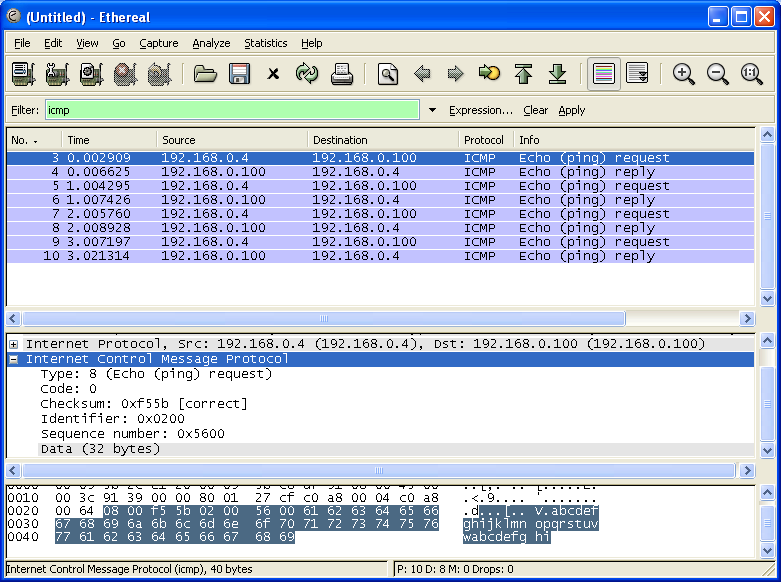 (Untitled) - Ethereal
File Edit View Go Capture Analyze Statistics Help
Filter: icmp Expression... Clear Apply
No. . Time Source Destination Protocol Info
3 0.002909 192.168.0.4 192.168.0.100 ICMP Echo (ping) request
4 0.006625 192.168.0.100 192.168.0.4 ICMP Echo (ping) reply
5 1.004295 192.168.0.4 192.168.0.100 ICMP Echo (ping) request
6 1.007426 192.168.0.100 192.168.0.4 ICMP Echo (ping) reply
7 2.005760 192.168.0.4 192.168.0.100 ICMP Echo (ping) request
8 2.008928 192.168.0.100 192.168.0.4 ICMP Echo (ping) reply
9 3.007197 192.168.0.4 192.168.0.100 ICMP Echo (ping) request
10 3.021314 192.168.0.100 192.168.0.4 ICMP Echo (ping) reply
Internet Protocol, Src: 192.168.0.4 (192.168.0.4), Dst: 192.168.0.100 (192.168.0.100)
Internet Control Message Protocol
Type: 8 (Echo (ping) request)
Code: 0
Checksum: 0xf55b [correct]
Identifier: 0x0200
Sequence number: 0x5600
Data (32 bytes)
0010 00 3c 91 39 00 00 80 01 27 cf c0 a8 00 04 c0 a8 .<.9.... '.......
0020 00 64 08 00 f5 5b 02 00 56 00 61 62 63 64 65 66 .d...[.. V.abcdef
0030 67 68 69 6a 6b 6c 6d 6e 6f 70 71 72 73 74 75 76 ghijklmn opqrstuv
0040 77 61 62 63 64 65 66 67 68 69 wabcdefg hi
Internet Control Message Protocol (icmp), 40 bytes P: 10 D: 8 M: 0 Drops: 0